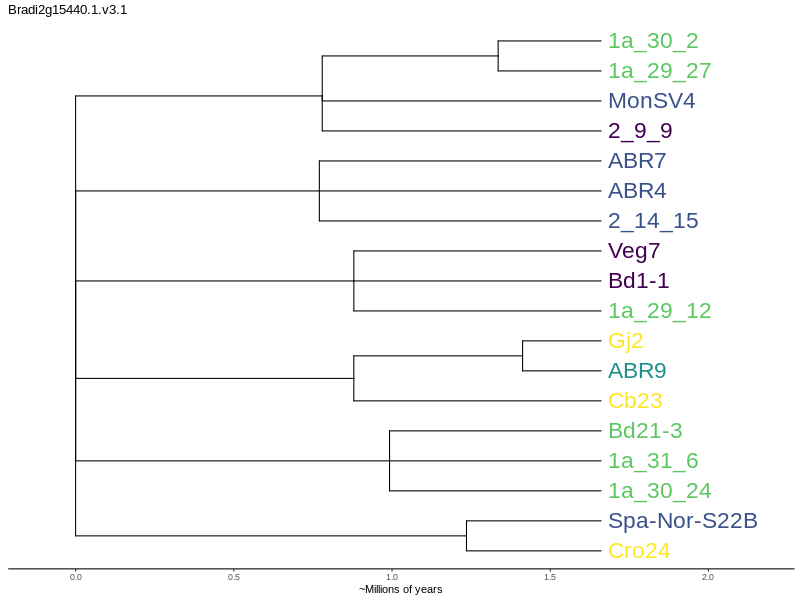 Bradi2g15440.1.v3.1
1a_30_2
1a_29_27
MonSV4
2_9_9
ABR7
ABR4
2_14_15
Veg7
Bd1-1
1a_29_12
Gj2
ABR9
Cb23
Bd21-3
1a_31_6
1a_30_24
Spa-Nor-S22B
Cro24
0.0 0.5 1.0 1.5 2.0
~Millions of years